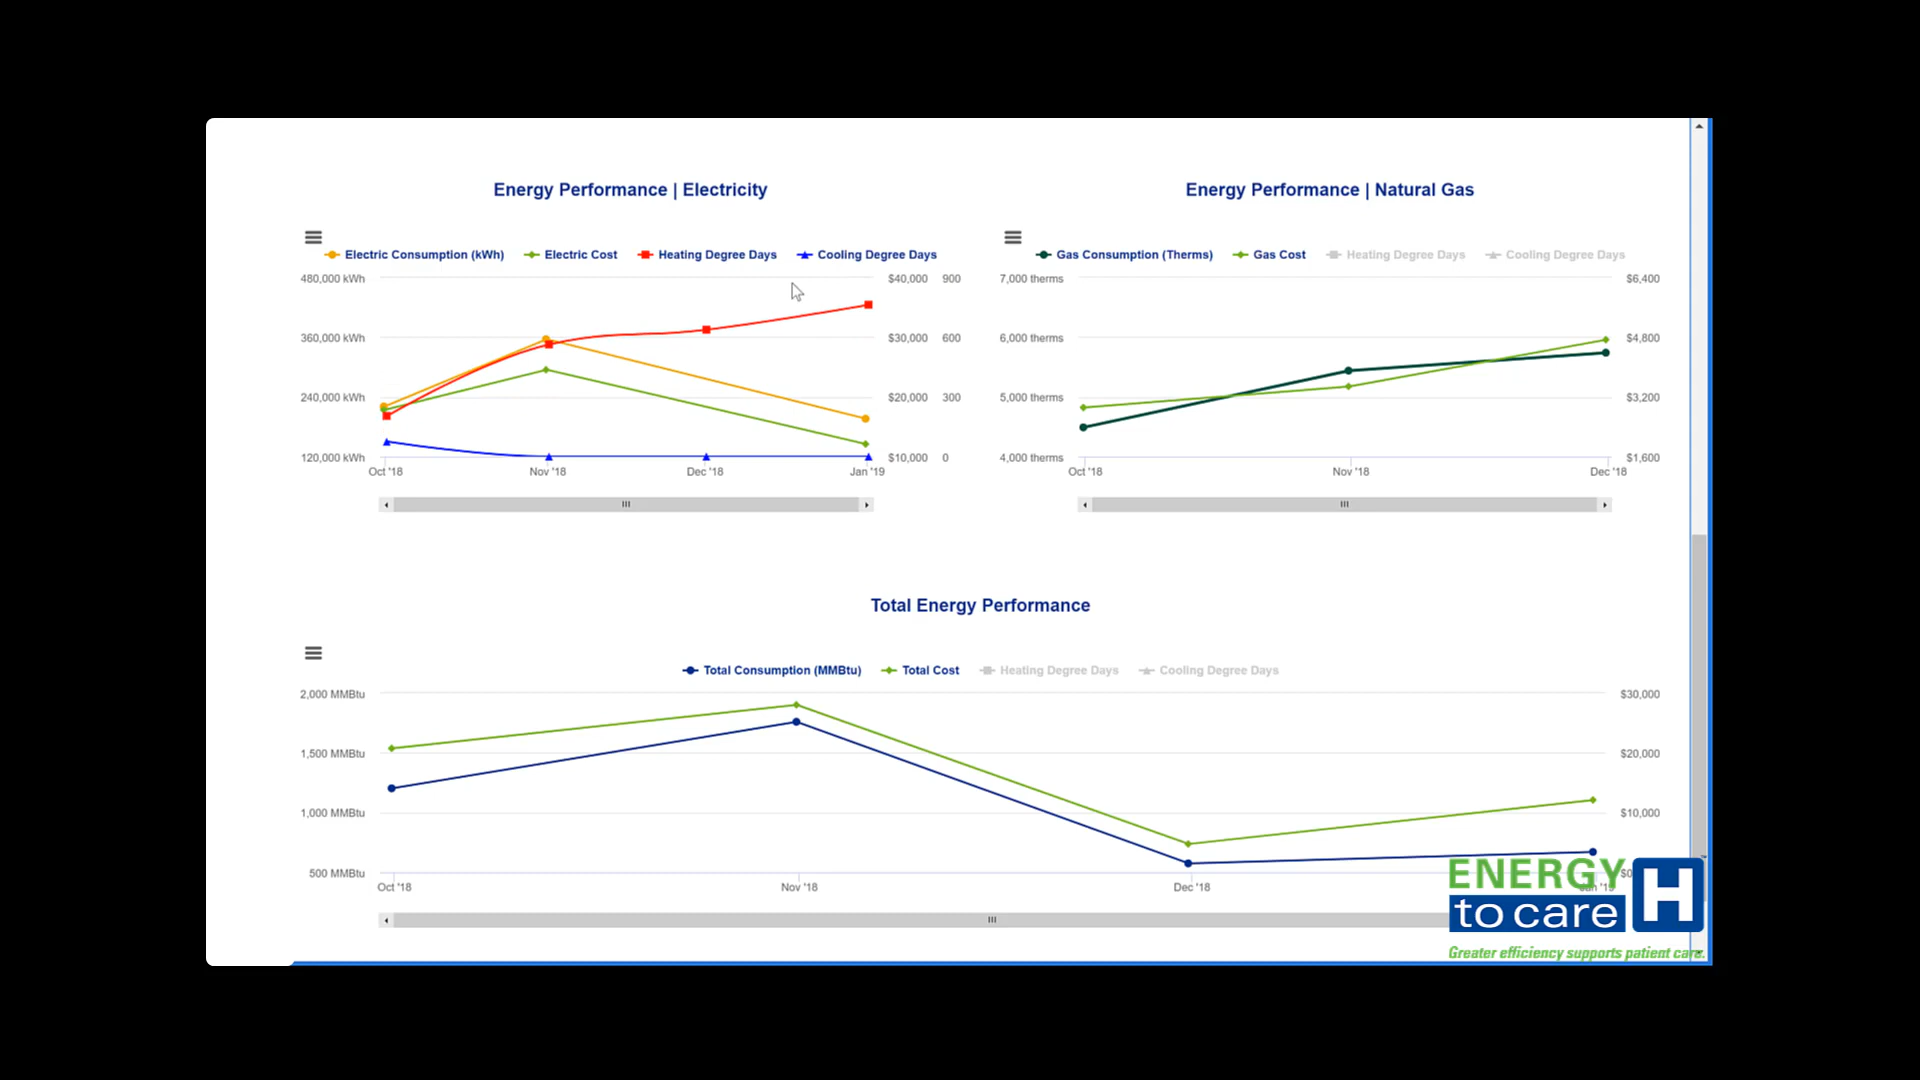 Energy Performance | Electricity
Electric Consumption (kWh) Electric Cost Heating Degree Days Cooling Degree Days
480,000 kWh $40,000 900
360,000 kWh $30,000 600
240,000 kWh $20,000 300
120,000 kWh $10,000 0
Oct '18 Nov '18 Dec '18 Jan '19
Energy Performance | Natural Gas
Gas Consumption (Therms) Gas Cost Heating Degree Days Cooling Degree Days
7,000 therms $6,400
6,000 therms $4,800
5,000 therms $3,200
4,000 therms $1,600
Oct '18 Nov '18 Dec '18
Total Energy Performance
Total Consumption (MMBtu) Total Cost Heating Degree Days Cooling Degree Days
2,000 MMBtu $30,000
1,500 MMBtu $20,000
1,000 MMBtu $10,000
500 MMBtu $0
Oct '18 Nov '18 Dec '18 Jan '19
ENERGY H
to care
Greater efficiency supports patient care.